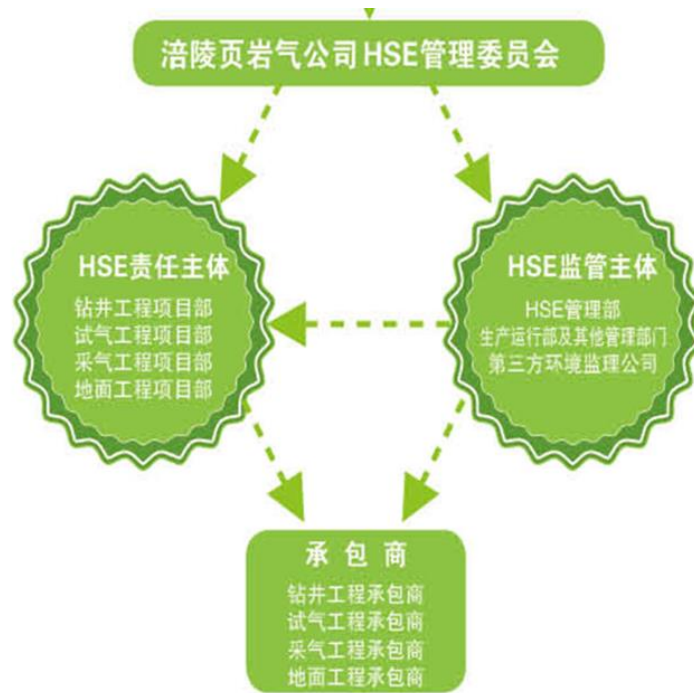 涪陵页岩气公司HSE管理委员会
HSE责任主体
钻井工程项目部
试气工程项目部
采气工程项目部
地面工程项目部
HSE监管主体
HSE管理部
生产运行部及其他管理部门
第三方环境监理公司
承包商
钻井工程承包商
试气工程承包商
采气工程承包商
地面工程承包商